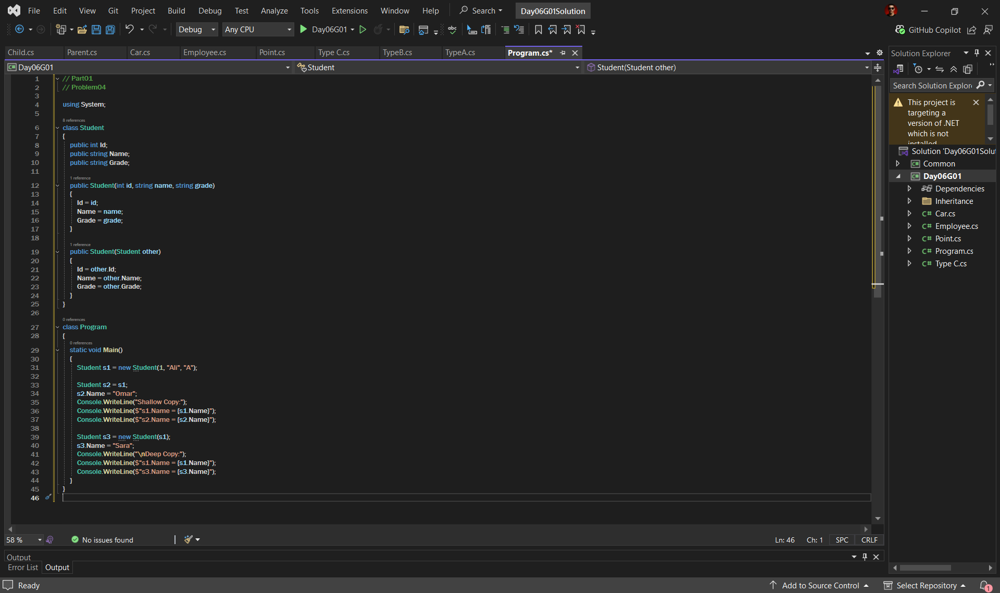 File Edit View Git Project Build Debug Test Analyze Tools Extensions Window Help Search Day06G01Solution
Debug Any CPU Day06G01 abc GitHub Copilot
Child.cs Parent.cs Car.cs Employee.cs Point.cs Type C.cs TypeB.cs TypeA.cs Program.cs*
C# Day06G01 Student Student(Student other)
1 // Part01
2 // Problem04
3
4 using System;
5
8 references
6 class Student
7 {
8 public int Id;
9 public string Name;
10 public string Grade;
11
1 reference
12 public Student(int id, string name, string grade)
13 {
14 Id = id;
15 Name = name;
16 Grade = grade;
17 }
18
1 reference
19 public Student(Student other)
20 {
21 Id = other.Id;
22 Name = other.Name;
23 Grade = other.Grade;
24 }
25 }
26
0 references
27 class Program
28 {
0 references
29 static void Main()
30 {
31 Student s1 = new Student(1, "Ali", "A");
32
33 Student s2 = s1;
34 s2.Name = "Omar";
35 Console.WriteLine("Shallow Copy:");
36 Console.WriteLine($"s1.Name = {s1.Name}");
37 Console.WriteLine($"s2.Name = {s2.Name}");
38
39 Student s3 = new Student(s1);
40 s3.Name = "Sara";
41 Console.WriteLine("\nDeep Copy:");
42 Console.WriteLine($"s1.Name = {s1.Name}");
43 Console.WriteLine($"s3.Name = {s3.Name}");
44 }
45 }
46
58 % No issues found Ln: 46 Ch: 1 SPC CRLF
Output
Error List Output
Solution Explorer
Search Solution Explor
This project is
targeting a
version of .NET
which is not
installed
Solution 'Day06G01Solut
C# Common
C# Day06G01
Dependencies
Inheritance
C# Car.cs
C# Employee.cs
C# Point.cs
C# Program.cs
C# Type C.cs
Ready Add to Source Control Select Repository 1